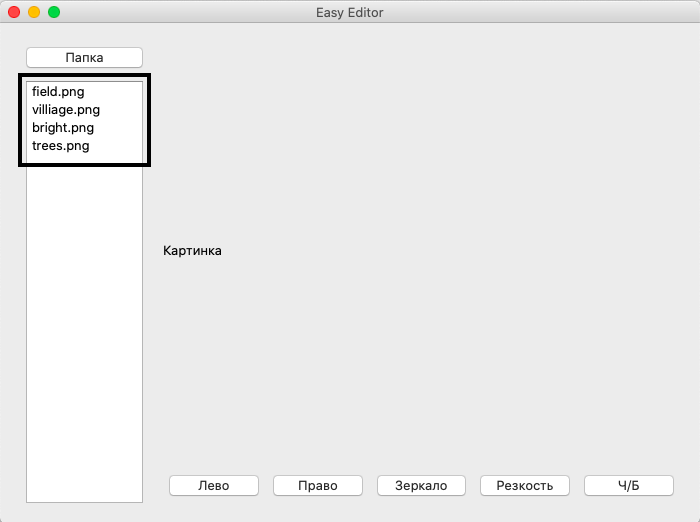 Easy Editor
Папка
field.png
villiage.png
bright.png
trees.png
Картинка
Лево
Право
Зеркало
Резкость
Ч/Б